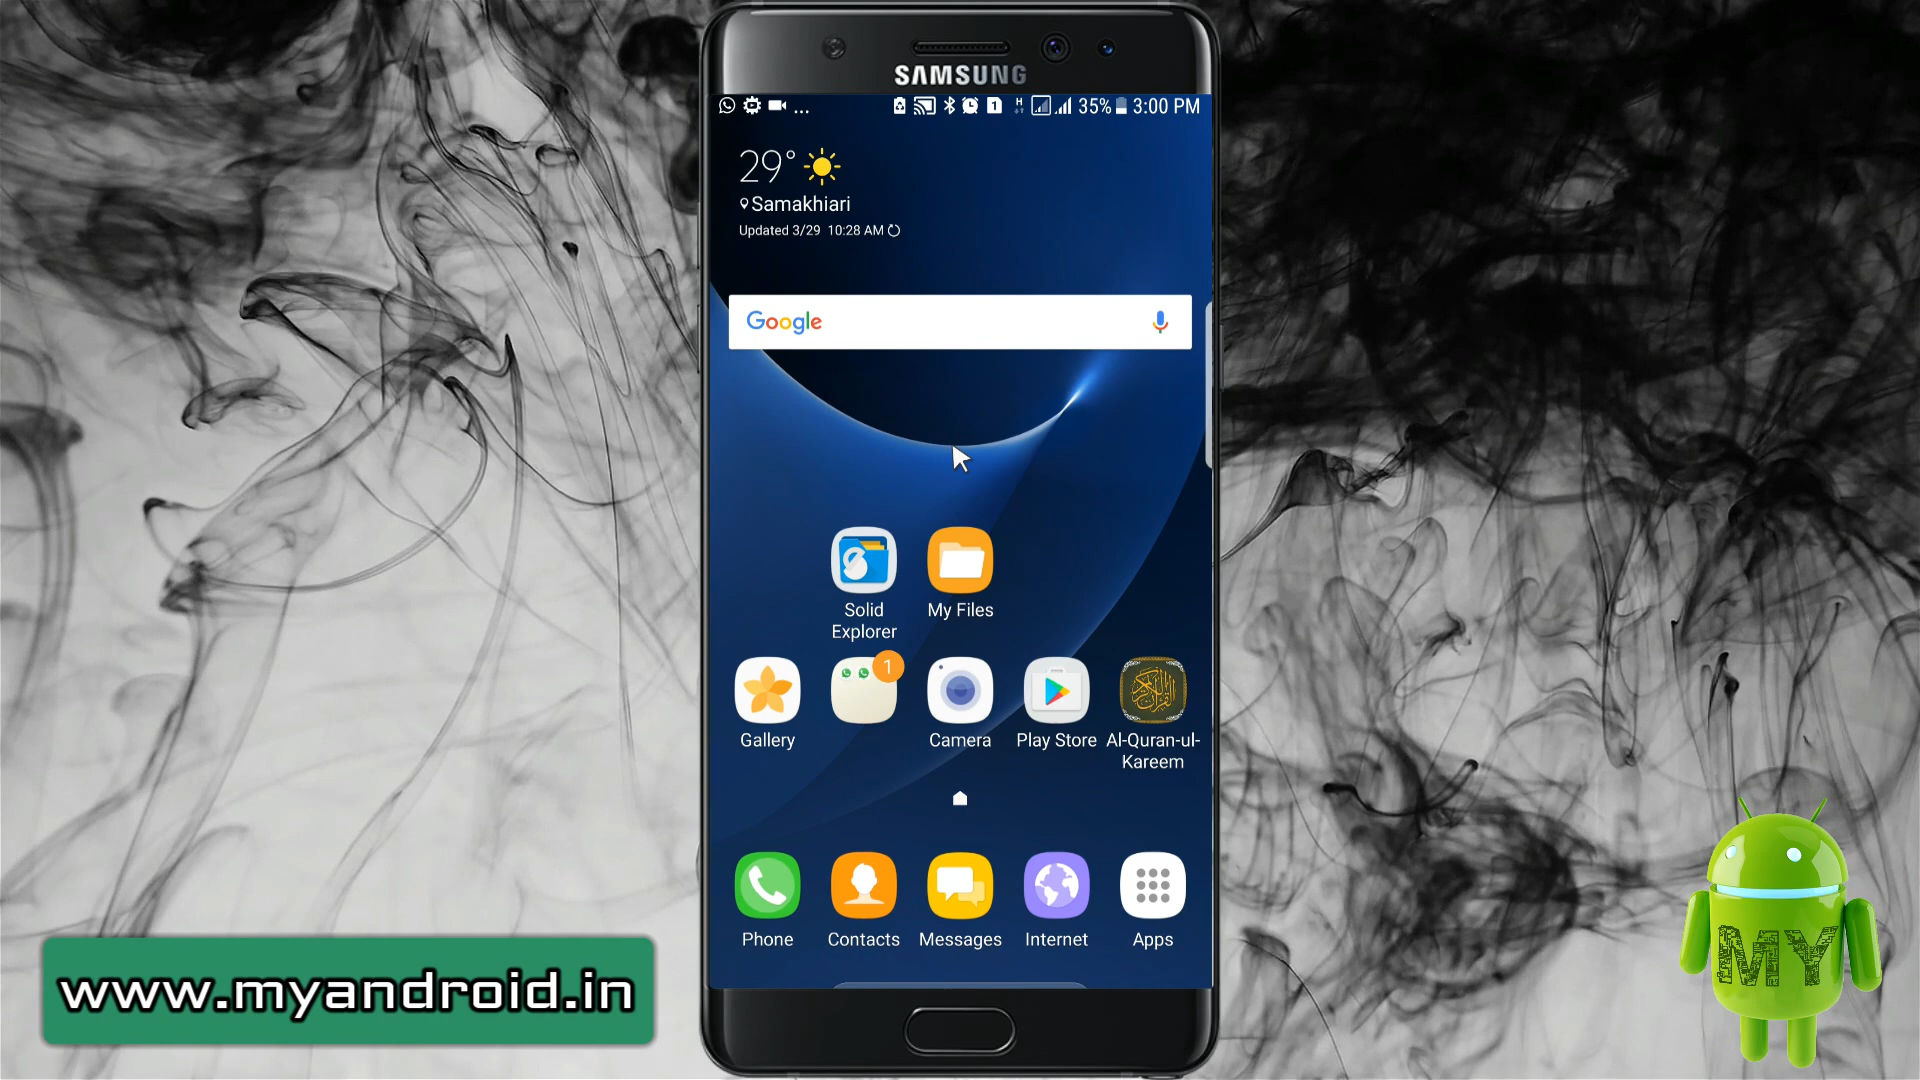 SAMSUNG
... 1 H 35% 3:00 PM
29°
Samakhiari
Updated 3/29 10:28 AM
Google
Solid
Explorer
My Files
1
Gallery
Camera
Play Store
Al-Quran-ul-
Kareem
Phone
Contacts
Messages
Internet
Apps
www.myandroid.in
MY